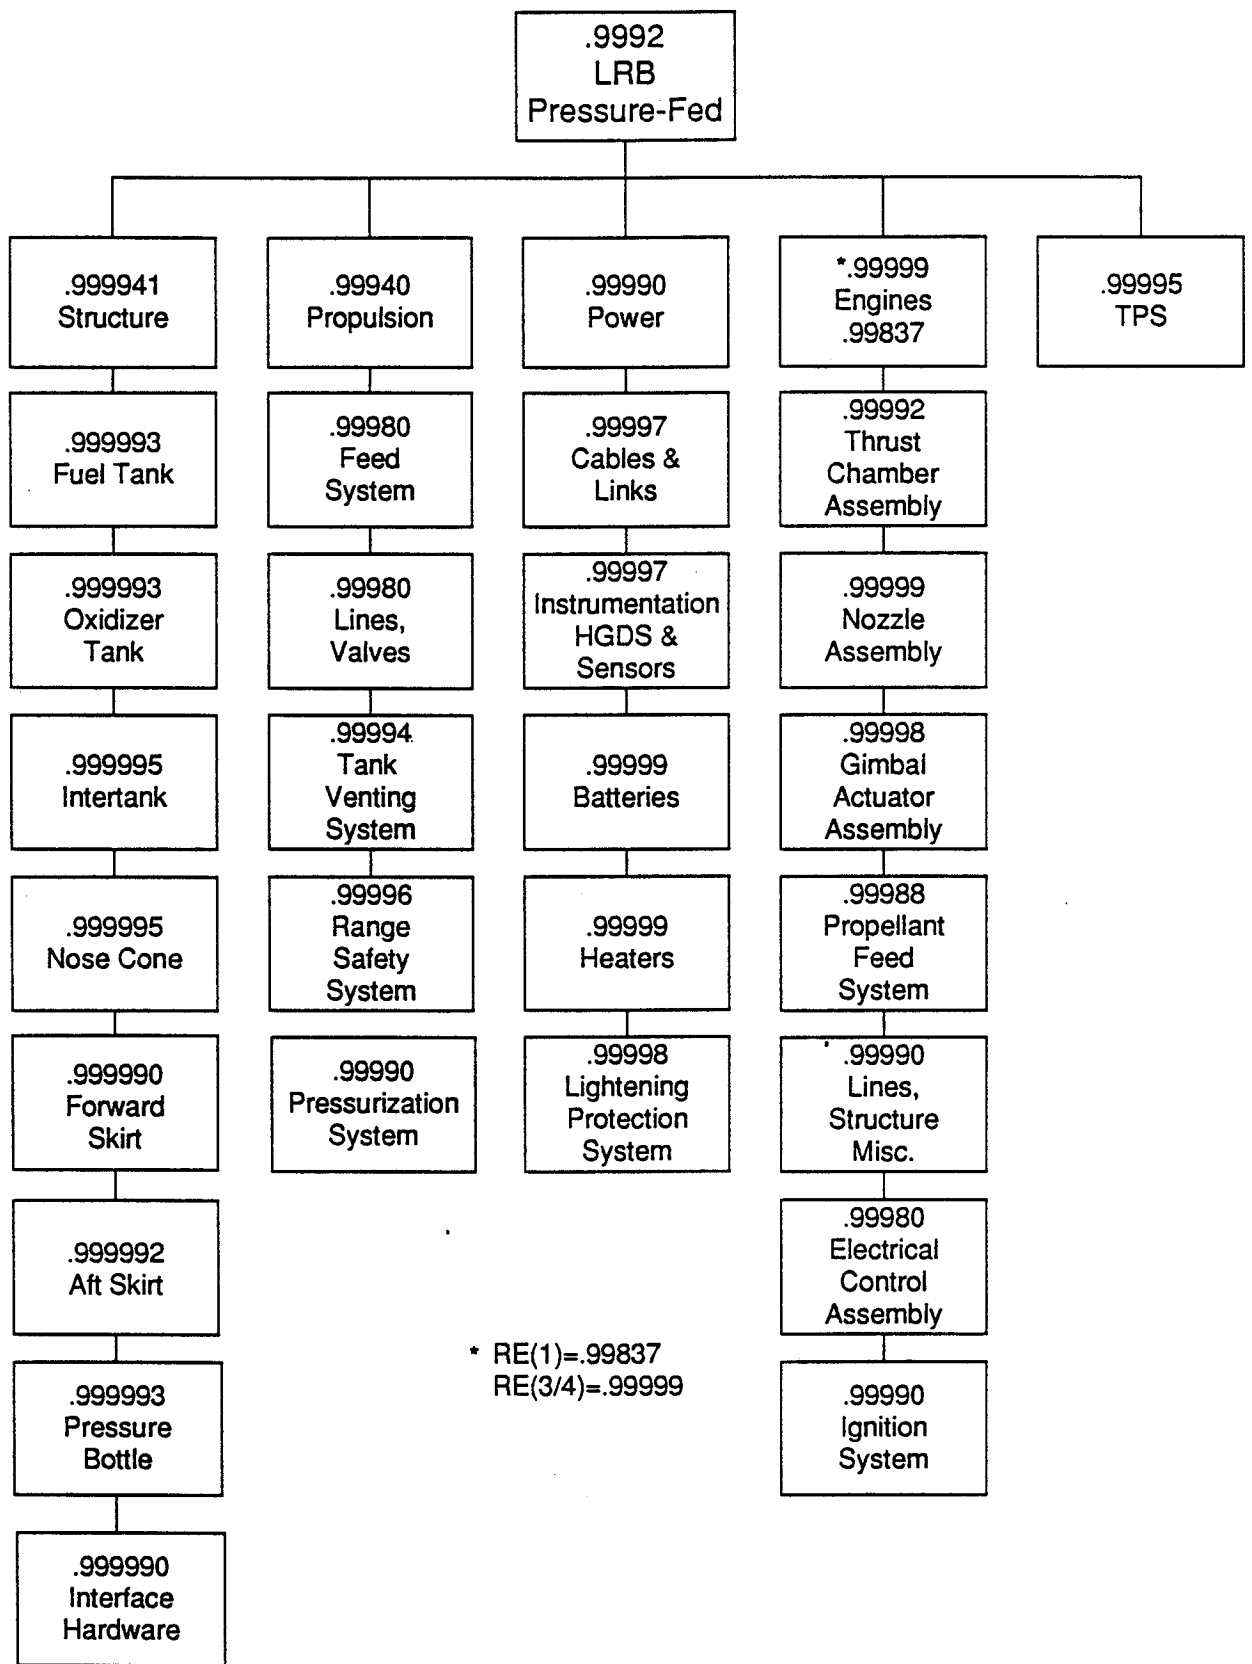 .9992
LRB
Pressure-Fed
.999941
Structure
.99940
Propulsion
.99990
Power
*.99999
Engines
.99837
.99995
TPS
.999993
Fuel Tank
.99980
Feed
System
.99997
Cables &
Links
.99992
Thrust
Chamber
Assembly
.999993
Oxidizer
Tank
.99980
Lines,
Valves
.99997
Instrumentation
HGDS &
Sensors
.99999
Nozzle
Assembly
.999995
Intertank
.99994
Tank
Venting
System
.99999
Batteries
.99998
Gimbal
Actuator
Assembly
.999995
Nose Cone
.99996
Range
Safety
System
.99999
Heaters
.99988
Propellant
Feed
System
.999990
Forward
Skirt
.99990
Pressurization
System
.99998
Lightening
Protection
System
.99990
Lines,
Structure
Misc.
.999992
Aft Skirt
.99980
Electrical
Control
Assembly
.999993
Pressure
Bottle
* RE(1)=.99837
RE(3/4)=.99999
.99990
Ignition
System
.999990
Interface
Hardware